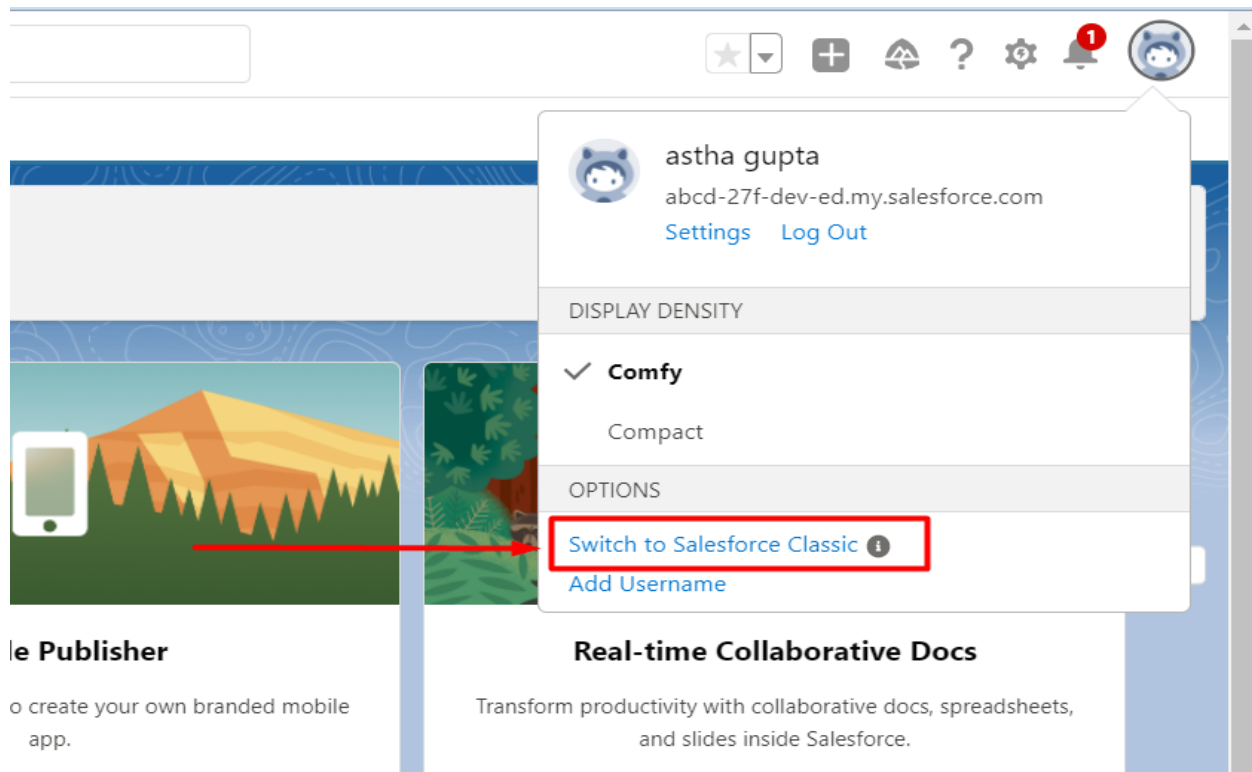 1
astha gupta
abcd-27f-dev-ed.my.salesforce.com
Settings Log Out
DISPLAY DENSITY
Comfy
Compact
OPTIONS
Switch to Salesforce Classic
Add Username
le Publisher
o create your own branded mobile
app.
Real-time Collaborative Docs
Transform productivity with collaborative docs, spreadsheets,
and slides inside Salesforce.